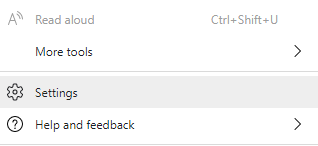 Read aloud Ctrl+Shift+U
More tools
Settings
Help and feedback